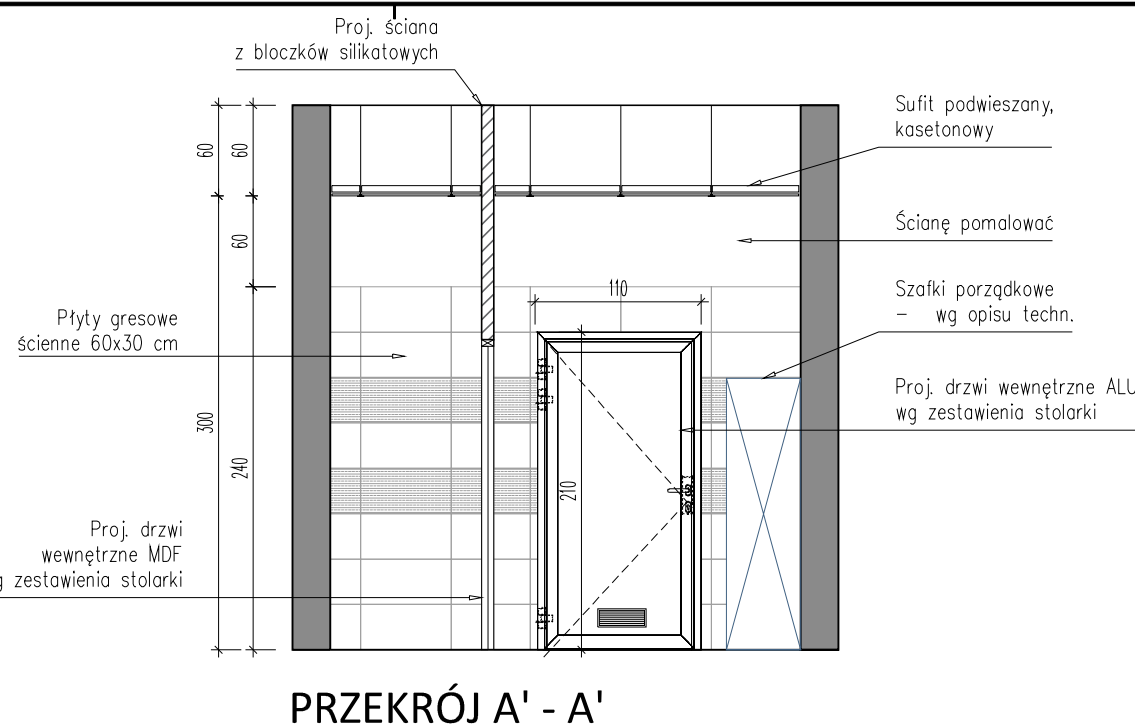 Proj. ściana
z bloczków silikatowych
Sufit podwieszany,
kasetonowy
60
60
60
Ścianę pomalować
Szafki porządkowe
– wg opisu techn.
110
Płyty gresowe
ścienne 60x30 cm
Proj. drzwi wewnętrzne ALU
wg zestawienia stolarki
300
240
210
Proj. drzwi
wewnętrzne MDF
g zestawienia stolarki
PRZEKRÓJ A' - A'